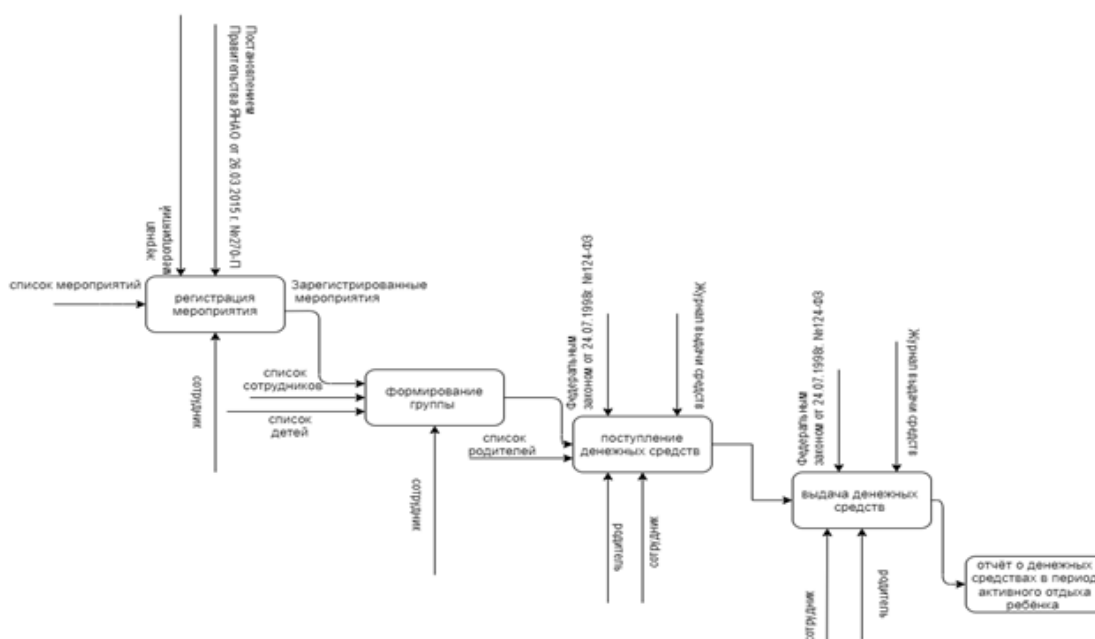 Постановлением
Правительства ЯНАО от 26.03.2015 г. №270-П
журнал
мероприятий
список мероприятий
регистрация
мероприятия
Зарегистрированные
мероприятия
сотрудник
список
сотрудников
список
детей
формирование
группы
сотрудник
Федеральным
законом от 24.07.1998г. №124-ФЗ
Журнал выдачи средств
список
родителей
поступление
денежных средств
родитель
сотрудник
Федеральным
законом от 24.07.1998г. №124-ФЗ
Журнал выдачи средств
выдача денежных
средств
сотрудник
родитель
отчёт о денежных
средствах в период
активного отдыха
ребенка